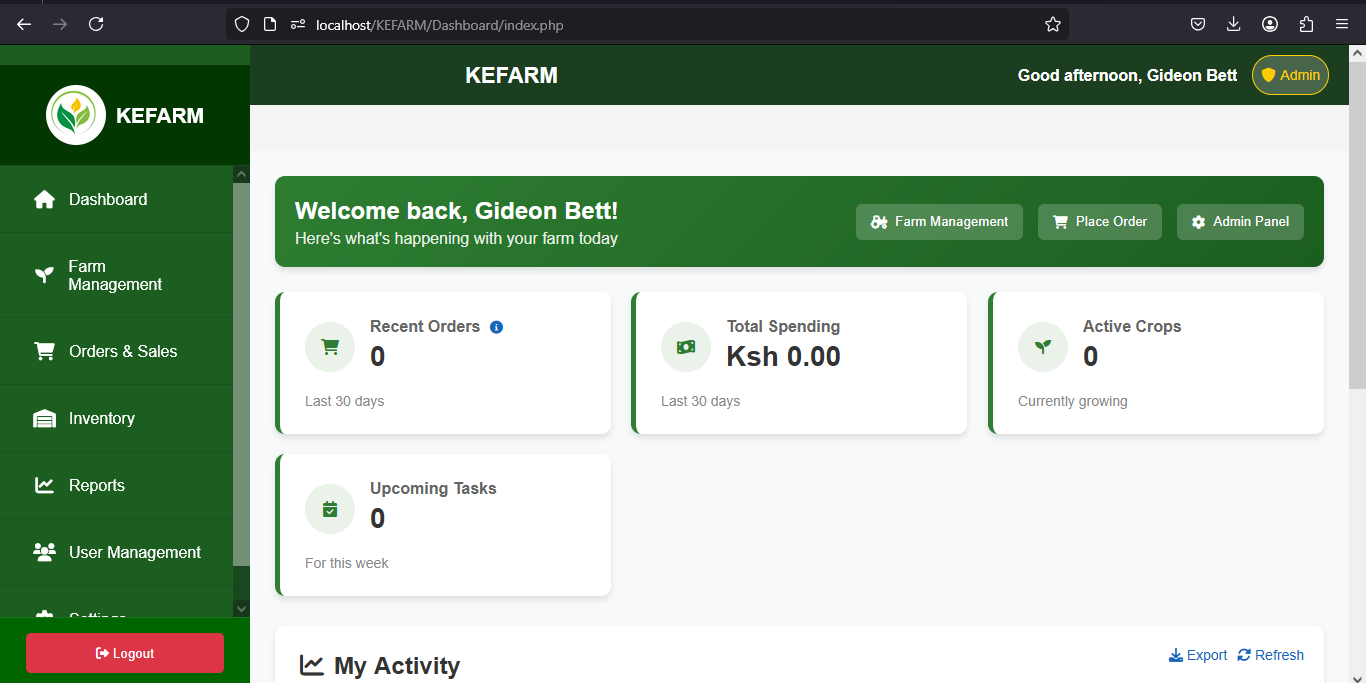 localhost/KEFARM/Dashboard/index.php
KEFARM
Good afternoon, Gideon Bett
Admin
KEFARM
Dashboard
Farm
Management
Orders & Sales
Inventory
Reports
User Management
Settings
Logout
Welcome back, Gideon Bett!
Here's what's happening with your farm today
Farm Management
Place Order
Admin Panel
Recent Orders
0
Last 30 days
Total Spending
Ksh 0.00
Last 30 days
Active Crops
0
Currently growing
Upcoming Tasks
0
For this week
My Activity
Export
Refresh